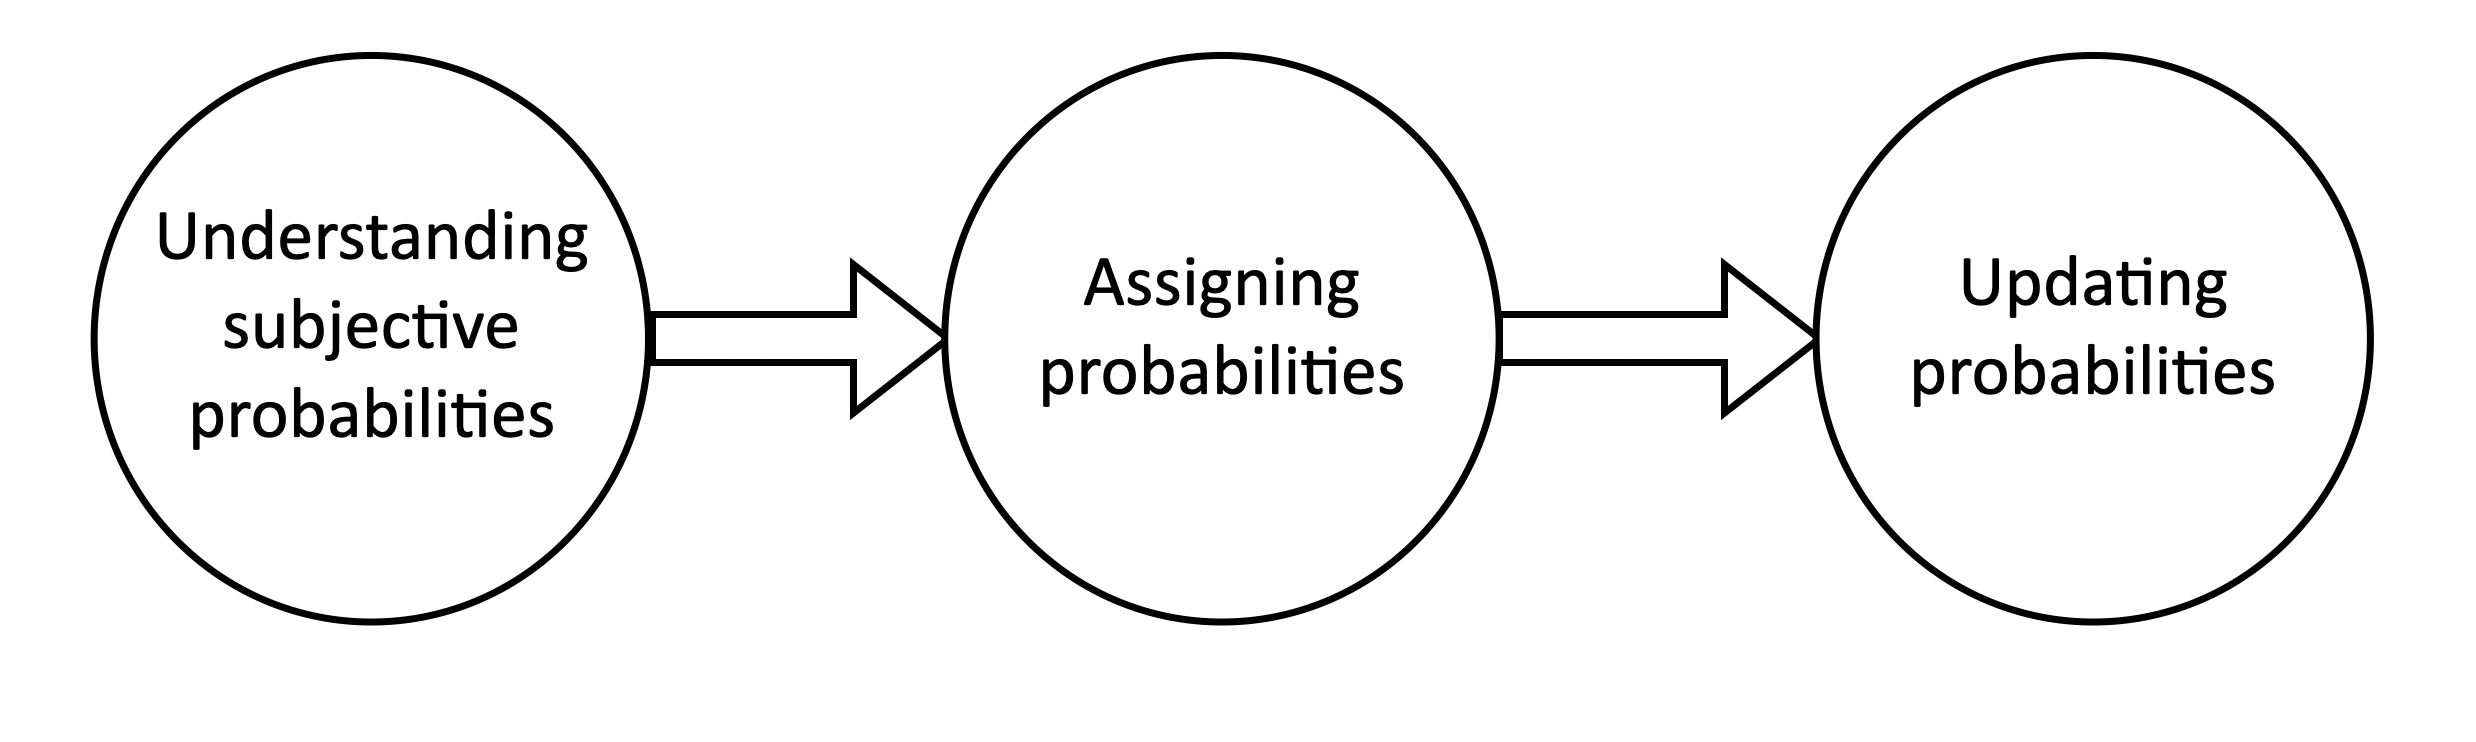 Understanding
subjective
probabilities
Assigning
probabilities
Updating
probabilities